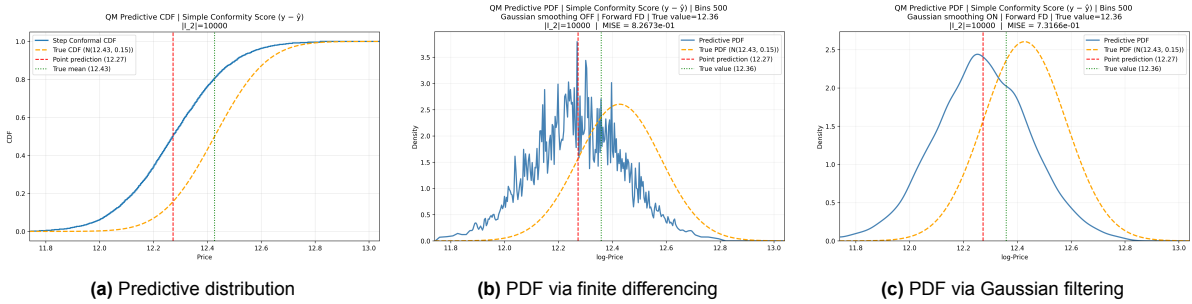 QM Predictive CDF | Simple Conformity Score (y − ŷ)
|I_2|=10000
Step Conformal CDF
True CDF (N(12.43, 0.15))
Point prediction (12.27)
True mean (12.43)
CDF
1.0
0.8
0.6
0.4
0.2
0.0
11.8 12.0 12.2 12.4 12.6 12.8 13.0
Price
(a) Predictive distribution
QM Predictive PDF | Simple Conformity Score (y − ŷ) | Bins 500
Gaussian smoothing OFF | Forward FD | True value=12.36
|I_2|=10000 | MISE = 8.2673e-01
Predictive PDF
True PDF (N(12.43, 0.15))
Point prediction (12.27)
True value (12.36)
Density
3.5
3.0
2.5
2.0
1.5
1.0
0.5
0.0
11.8 12.0 12.2 12.4 12.6 12.8 13.0
log-Price
(b) PDF via finite differencing
QM Predictive PDF | Simple Conformity Score (y − ŷ) | Bins 500
Gaussian smoothing ON | Forward FD | True value=12.36
|I_2|=10000 | MISE = 7.3166e-01
Predictive PDF
True PDF (N(12.43, 0.15))
Point prediction (12.27)
True value (12.36)
Density
2.5
2.0
1.5
1.0
0.5
0.0
11.8 12.0 12.2 12.4 12.6 12.8 13.0
log-Price
(c) PDF via Gaussian filtering